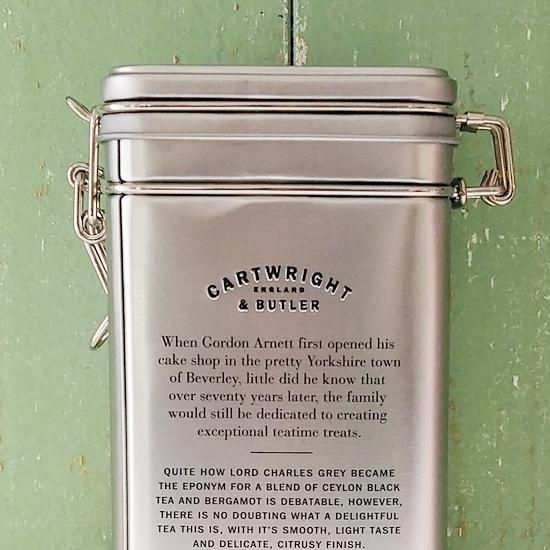 CARTWRIGHT
ENGLAND
& BUTLER
When Gordon Arnett first opened his
cake shop in the pretty Yorkshire town
of Beverley, little did he know that
over seventy years later, the family
would still be dedicated to creating
exceptional teatime treats.
QUITE HOW LORD CHARLES GREY BECAME
THE EPONYM FOR A BLEND OF CEYLON BLACK
TEA AND BERGAMOT IS DEBATABLE, HOWEVER,
THERE IS NO DOUBTING WHAT A DELIGHTFUL
TEA THIS IS, WITH IT'S SMOOTH, LIGHT TASTE
AND DELICATE, CITRUSY FINISH.